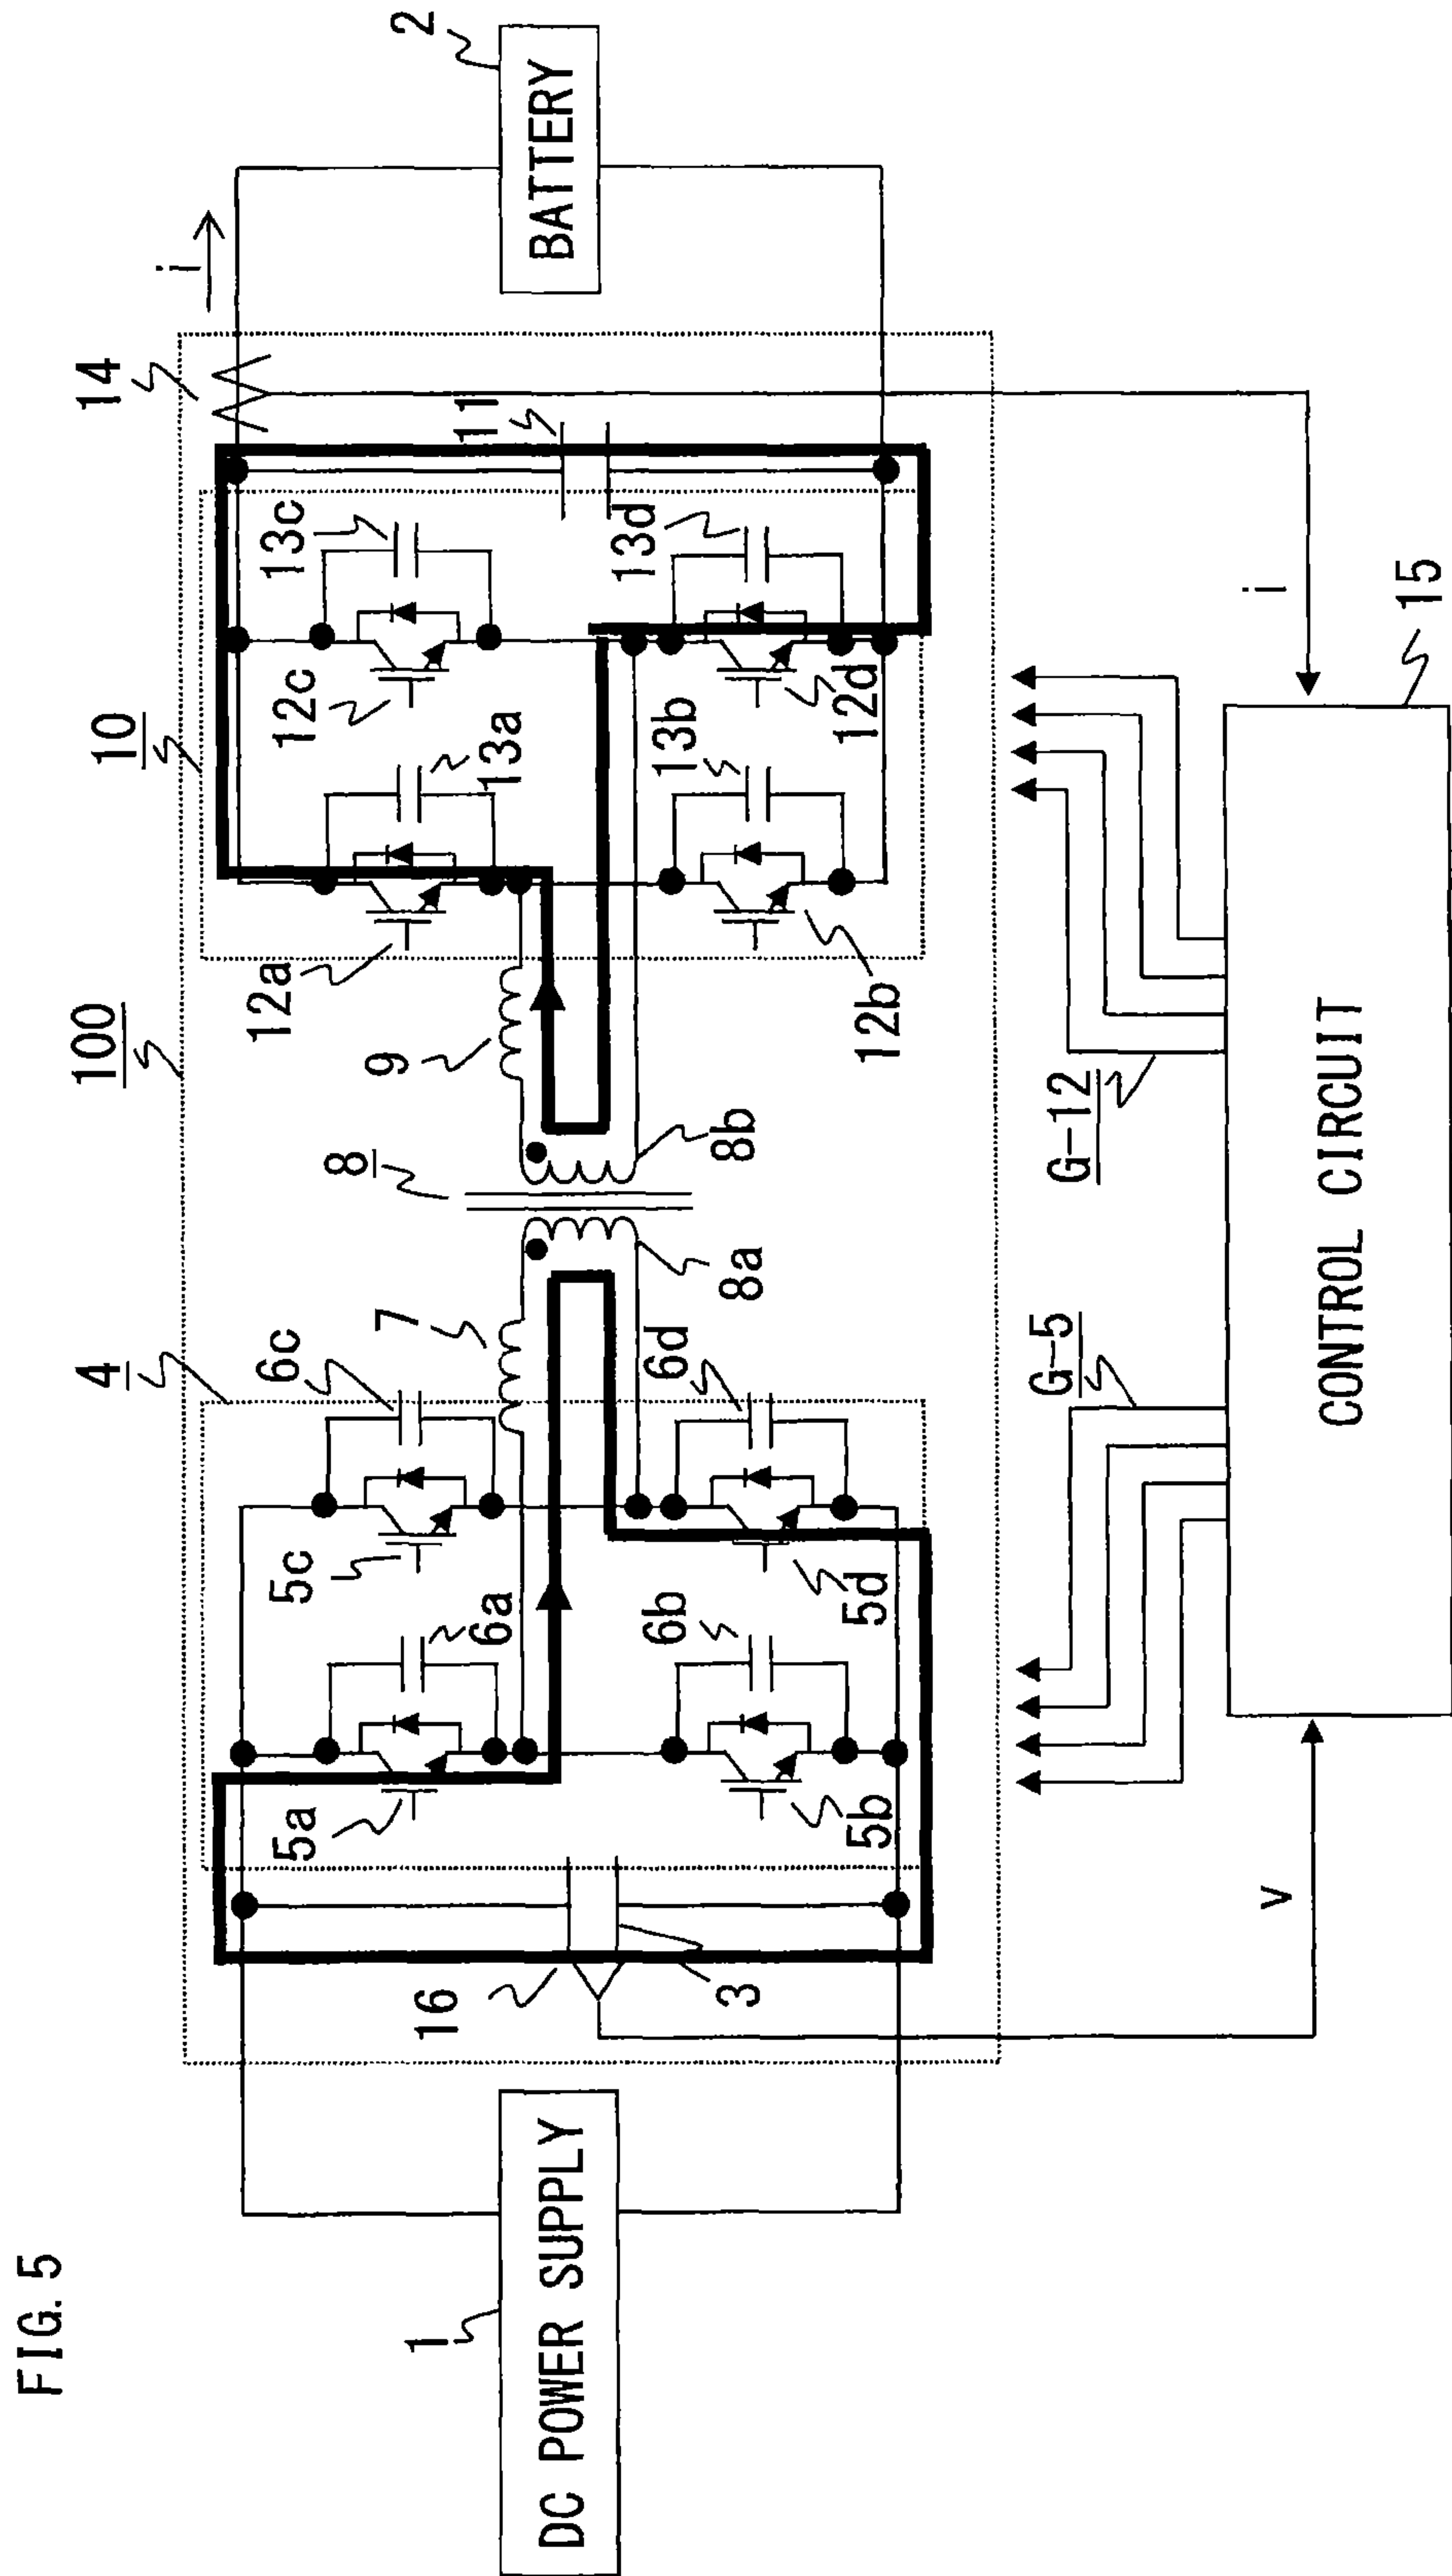 FIG. 5
100
4
8
10
14
i
2
6c
13c
11
5a
5c
7
12a
12c
9
6a
13a
16
1
DC POWER SUPPLY
BATTERY
6b
6d
13b
13d
3
8a
8b
5b
5d
12b
12d
v
G-5
G-12
i
15
CONTROL CIRCUIT